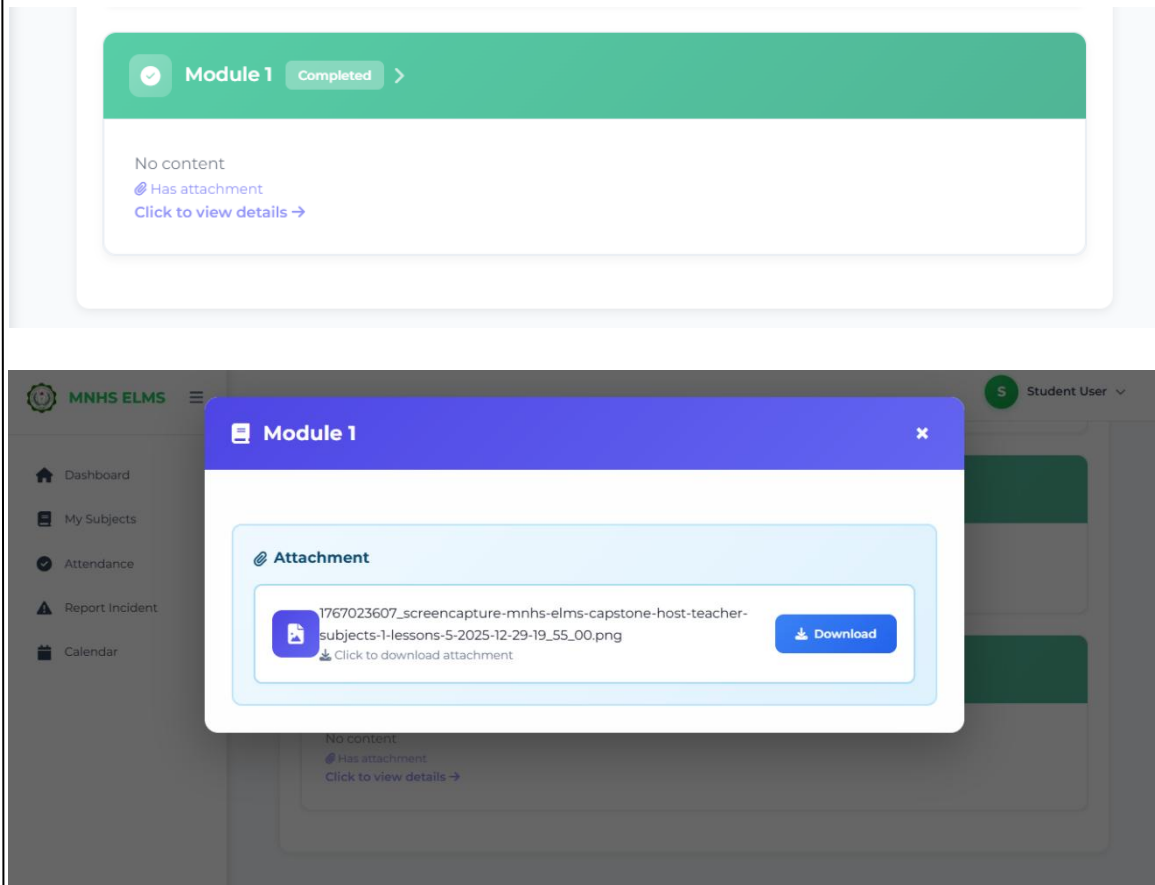 Module 1 Completed
No content
Has attachment
Click to view details →
MNHS ELMS
S Student User
Module 1 ×
Dashboard
My Subjects
Attendance
Report Incident
Calendar
Attachment
1767023607_screencapture-mnhs-elms-capstone-host-teacher-
subjects-1-lessons-5-2025-12-29-19_55_00.png
Click to download attachment
Download
No content
Has attachment
Click to view details →